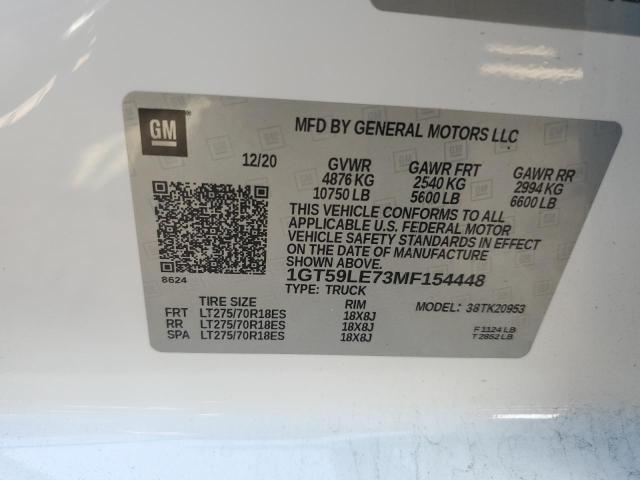 GM
MFD BY GENERAL MOTORS LLC
12/20 GVWR GAWR FRT GAWR RR
4876 KG 2540 KG 2994 KG
10750 LB 5600 LB 6600 LB
THIS VEHICLE CONFORMS TO ALL
APPLICABLE U.S. FEDERAL MOTOR
VEHICLE SAFETY STANDARDS IN EFFECT
ON THE DATE OF MANUFACTURE
SHOWN ABOVE.
8624
1GT59LE73MF154448
TYPE: TRUCK
MODEL: 38TK20953
TIRE SIZE RIM
FRT LT275/70R18ES 18X8J
RR LT275/70R18ES 18X8J
SPA LT275/70R18ES 18X8J
F 1124 LB
T 2852 LB